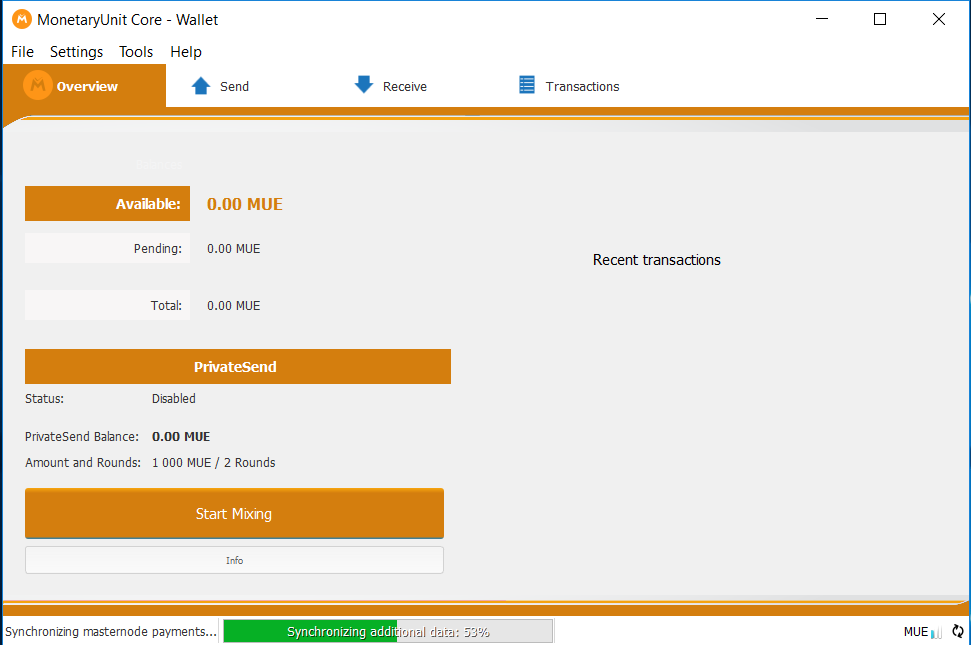 MonetaryUnit Core - Wallet
File Settings Tools Help
Overview Send Receive Transactions
Available: 0.00 MUE
Pending: 0.00 MUE
Recent transactions
Total: 0.00 MUE
PrivateSend
Status: Disabled
PrivateSend Balance: 0.00 MUE
Amount and Rounds: 1 000 MUE / 2 Rounds
Start Mixing
Info
Synchronizing masternode payments... Synchronizing additional data: 53% MUE